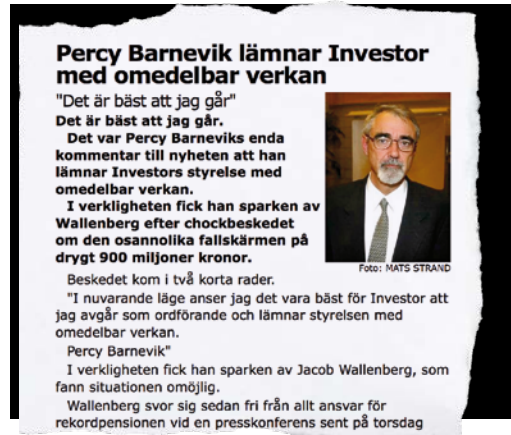 Percy Barnevik lämnar Investor
med omedelbar verkan
"Det är bäst att jag går"
Det är bäst att jag går.
Det var Percy Barneviks enda
kommentar till nyheten att han
lämnar Investors styrelse med
omedelbar verkan.
I verkligheten fick han sparken av
Wallenberg efter chockbeskedet
om den osannolika fallskärmen på
drygt 900 miljoner kronor.
Foto: MATS STRAND
Beskedet kom i två korta rader.
"I nuvarande läge anser jag det vara bäst för Investor att
jag avgår som ordförande och lämnar styrelsen med
omedelbar verkan.
Percy Barnevik"
I verkligheten fick han sparken av Jacob Wallenberg, som
fann situationen omöjlig.
Wallenberg svor sig sedan fri från allt ansvar för
rekordpensionen vid en presskonferens sent på torsdag